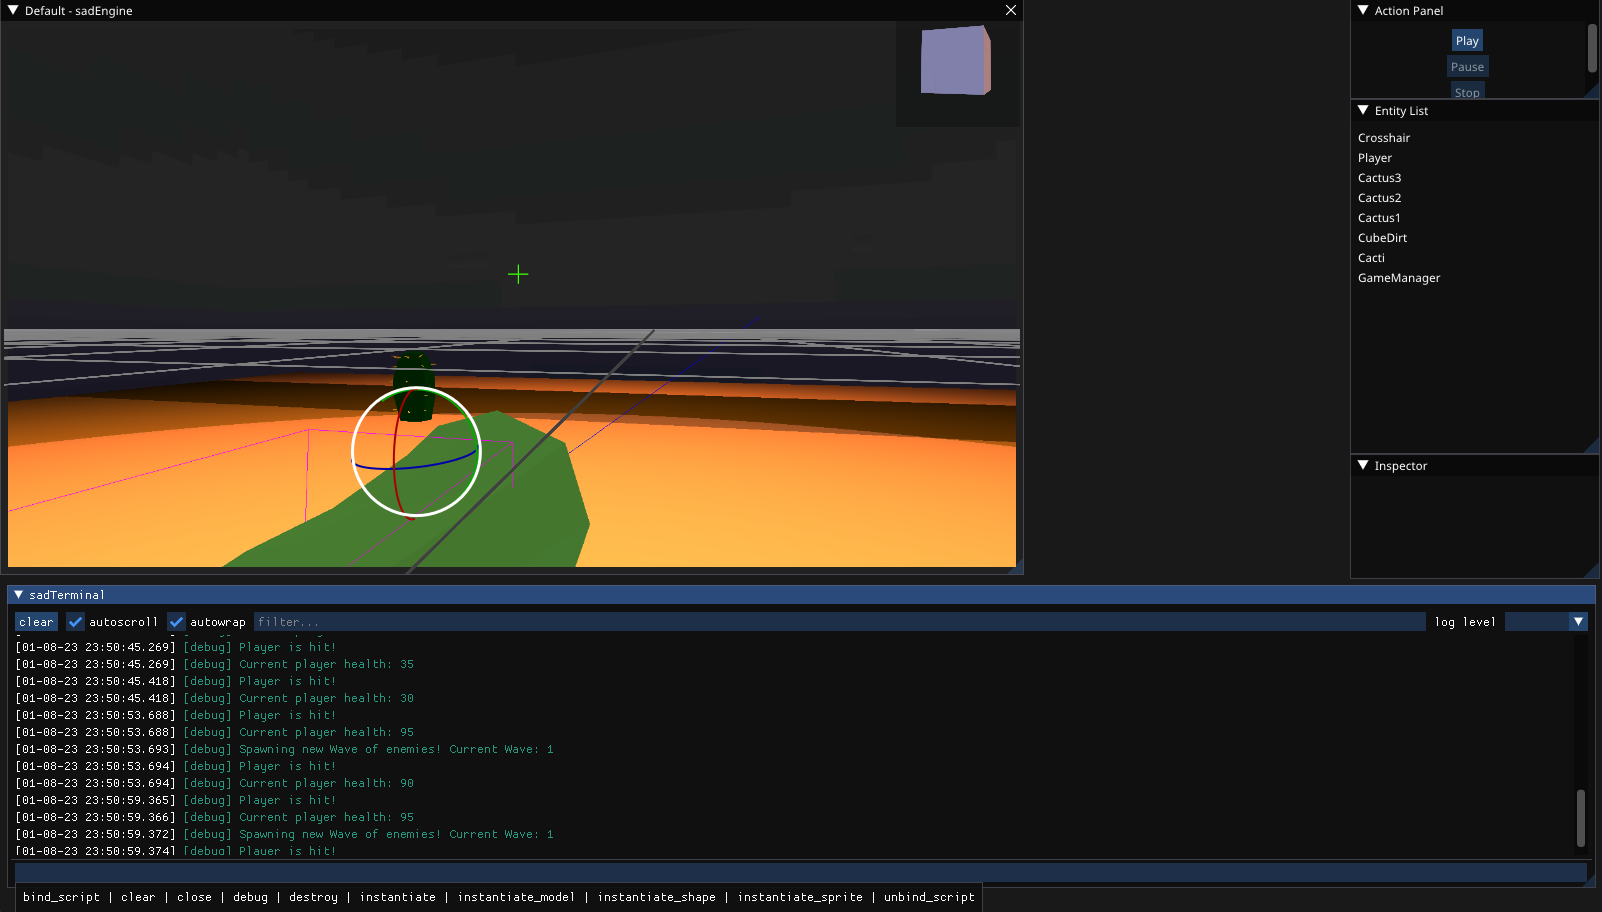 Default - sadEngine
Action Panel
Play
Pause
Stop
Entity List
Crosshair
Player
Cactus3
Cactus2
Cactus1
CubeDirt
Cacti
GameManager
Inspector
sadTerminal
clear autoscroll autowrap filter... log level
[01-08-23 23:50:45.269] [debug] Player is hit!
[01-08-23 23:50:45.269] [debug] Current player health: 35
[01-08-23 23:50:45.418] [debug] Player is hit!
[01-08-23 23:50:45.418] [debug] Current player health: 30
[01-08-23 23:50:53.688] [debug] Player is hit!
[01-08-23 23:50:53.688] [debug] Current player health: 95
[01-08-23 23:50:53.693] [debug] Spawning new Wave of enemies! Current Wave: 1
[01-08-23 23:50:53.694] [debug] Player is hit!
[01-08-23 23:50:53.694] [debug] Current player health: 90
[01-08-23 23:50:59.365] [debug] Player is hit!
[01-08-23 23:50:59.366] [debug] Current player health: 95
[01-08-23 23:50:59.372] [debug] Spawning new Wave of enemies! Current Wave: 1
[01-08-23 23:50:59.374] [debug] Player is hit!
bind_script | clear | close | debug | destroy | instantiate | instantiate_model | instantiate_shape | instantiate_sprite | unbind_script